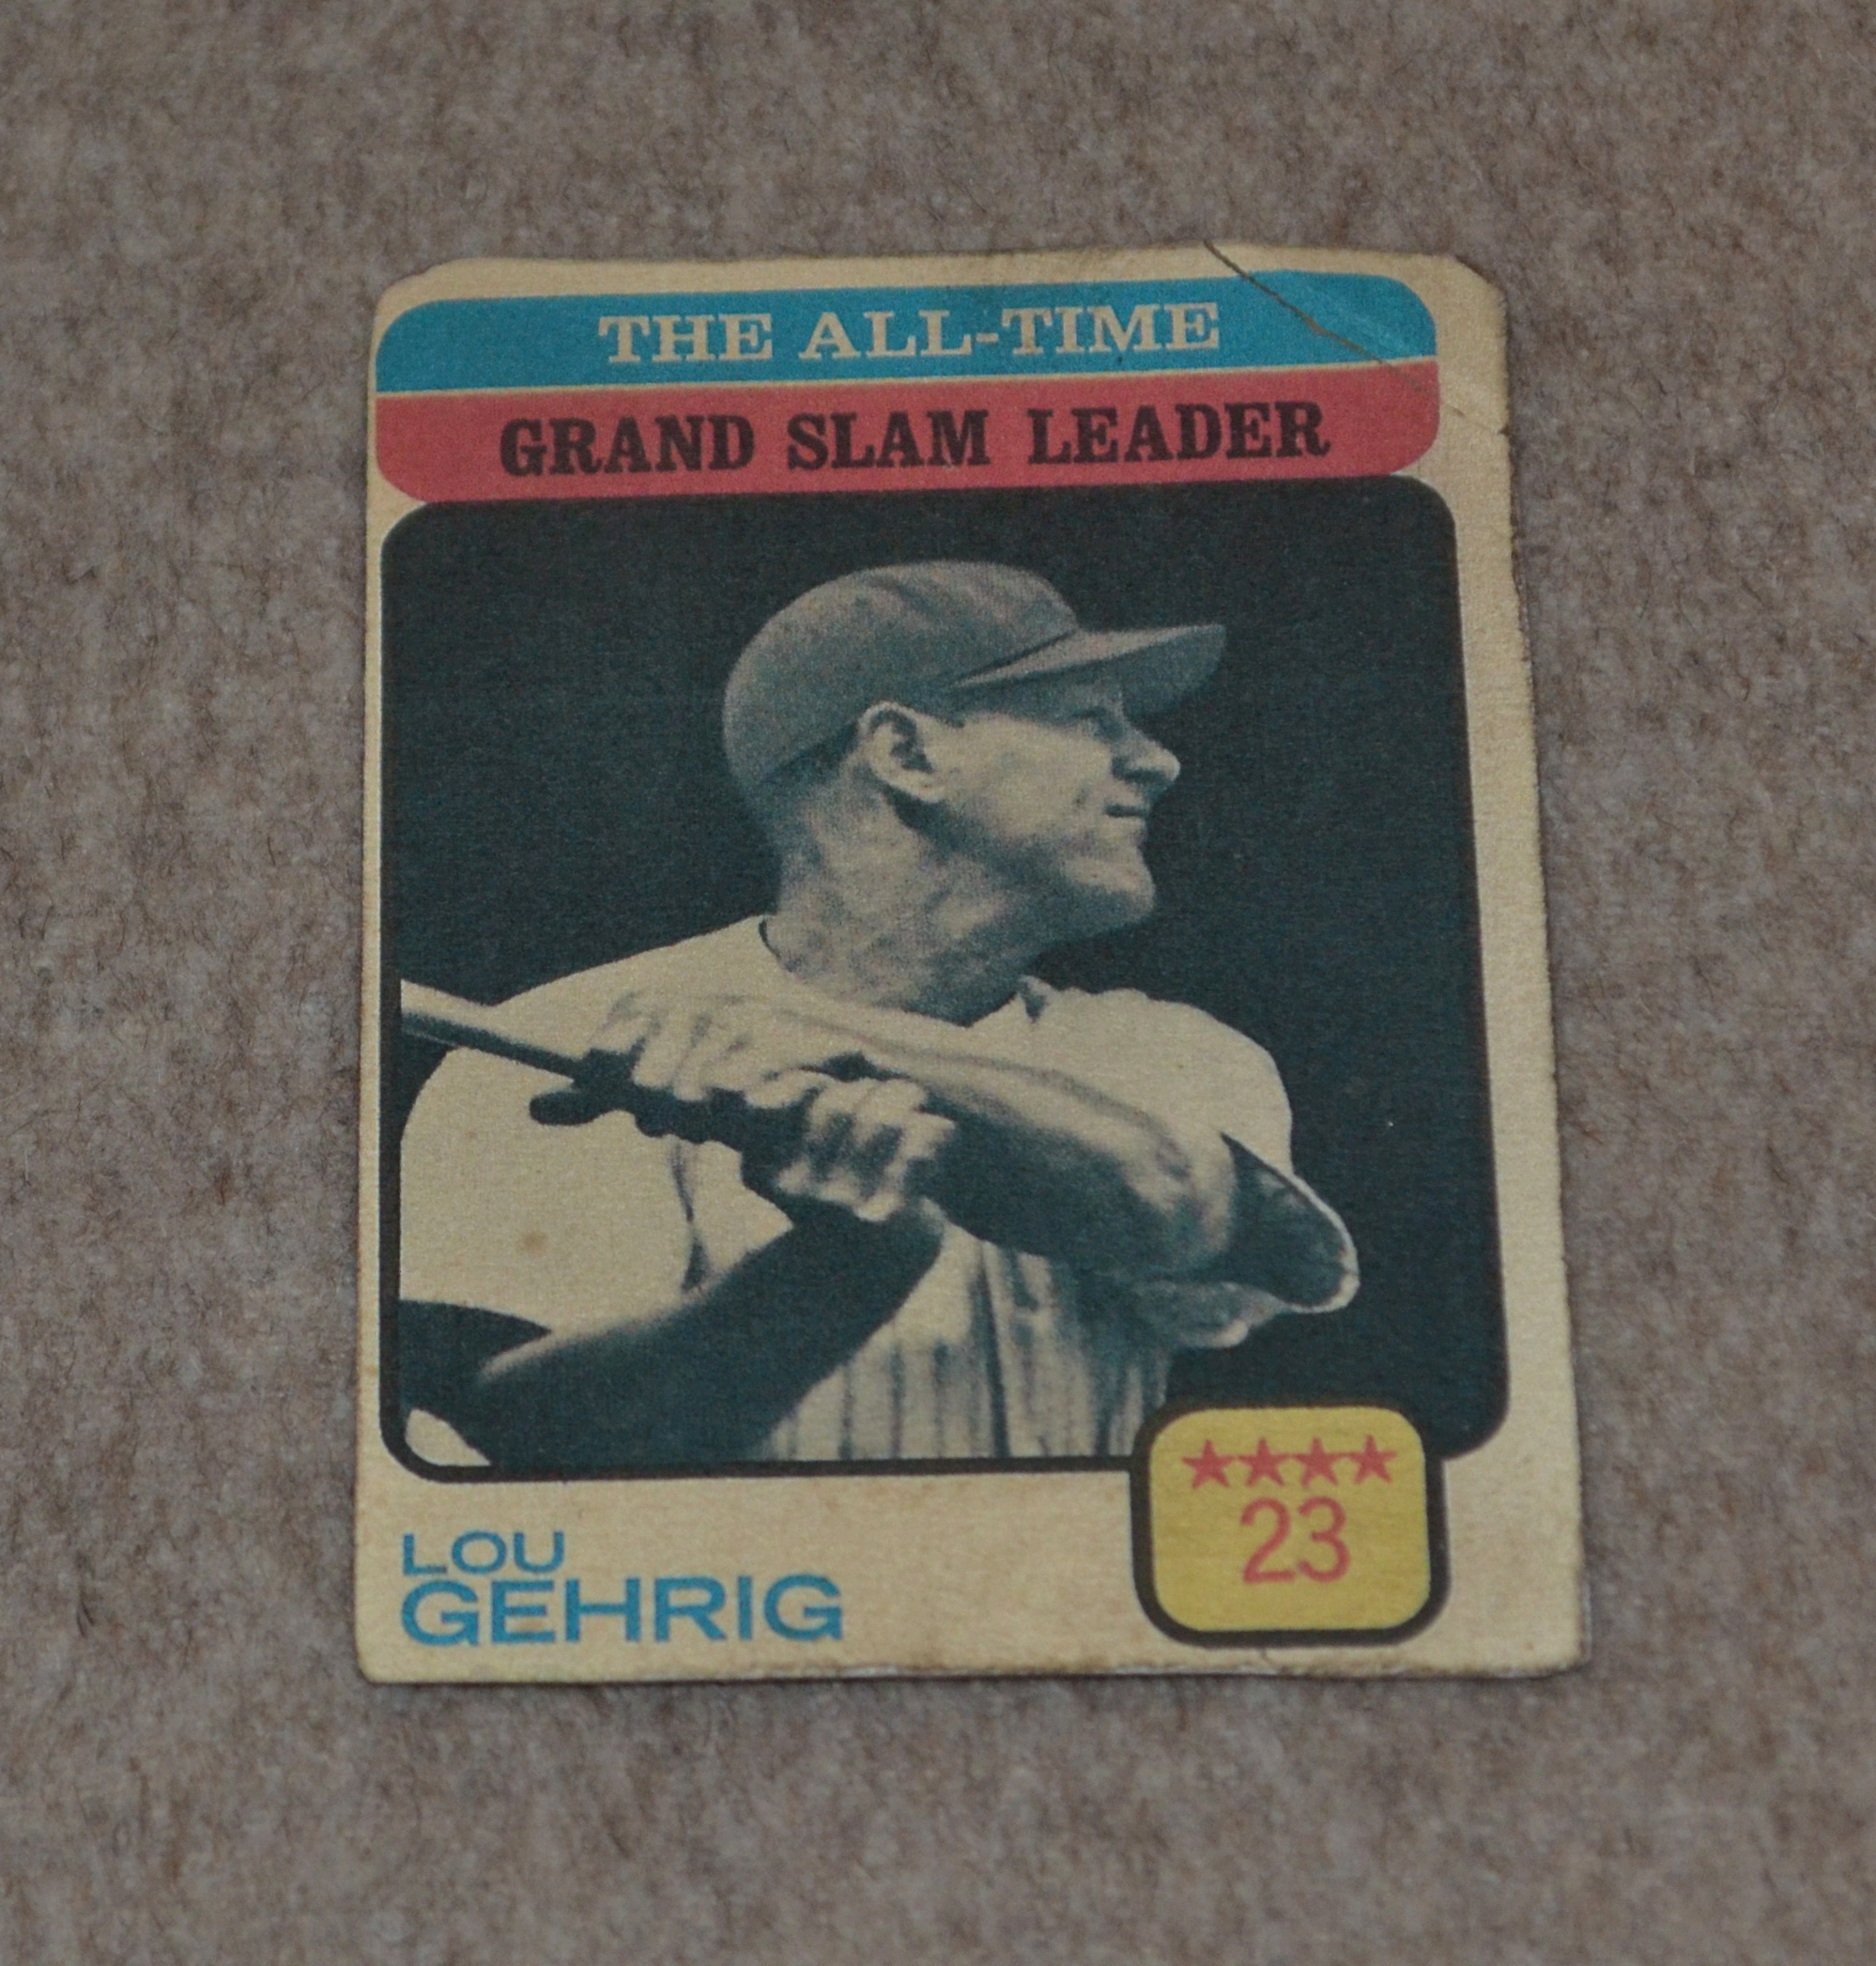 THE ALL-TIME
GRAND SLAM LEADER
★★★★
23
LOU
GEHRIG